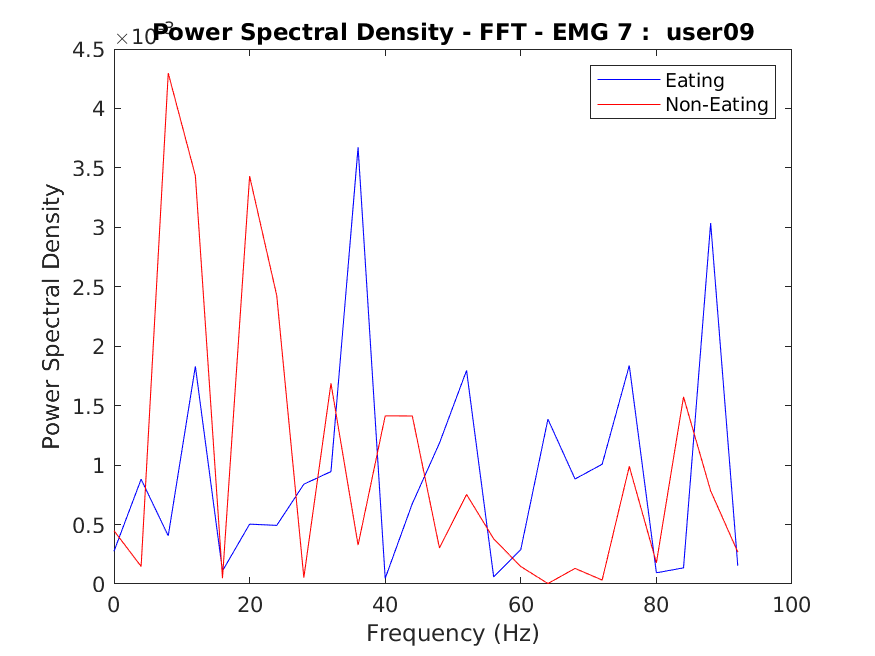 Power Spectral Density - FFT - EMG 7 :  user09
×10
4.5
4
3.5
3
2.5
2
1.5
1
0.5
0
Power Spectral Density
Eating
Non-Eating
0 20 40 60 80 100
Frequency (Hz)